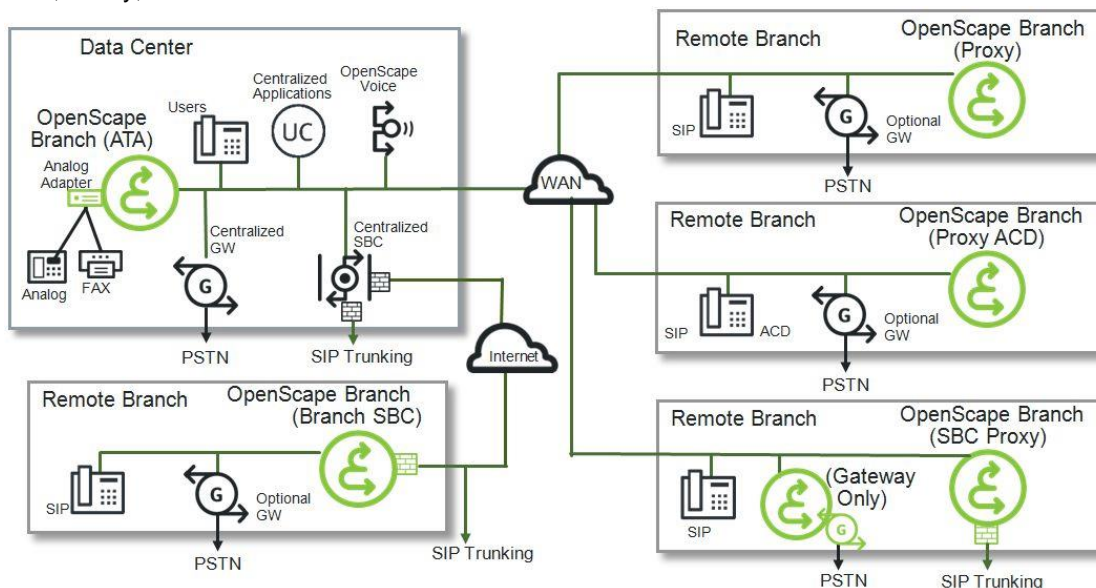 Data Center
OpenScape
Branch (ATA)
Analog
Adapter
Analog
FAX
Users
Centralized
Applications
UC
OpenScape
Voice
Centralized
GW
G
PSTN
Centralized
SBC
SIP Trunking
WAN
Internet
Remote Branch
OpenScape Branch
(Proxy)
SIP
G
Optional
GW
PSTN
Remote Branch
OpenScape Branch
(Proxy ACD)
SIP
ACD
G
Optional
GW
PSTN
Remote Branch
OpenScape Branch
(Branch SBC)
SIP
G
Optional
GW
PSTN
SIP Trunking
Remote Branch
OpenScape Branch
(SBC Proxy)
SIP
(Gateway
Only)
G
PSTN
SIP Trunking